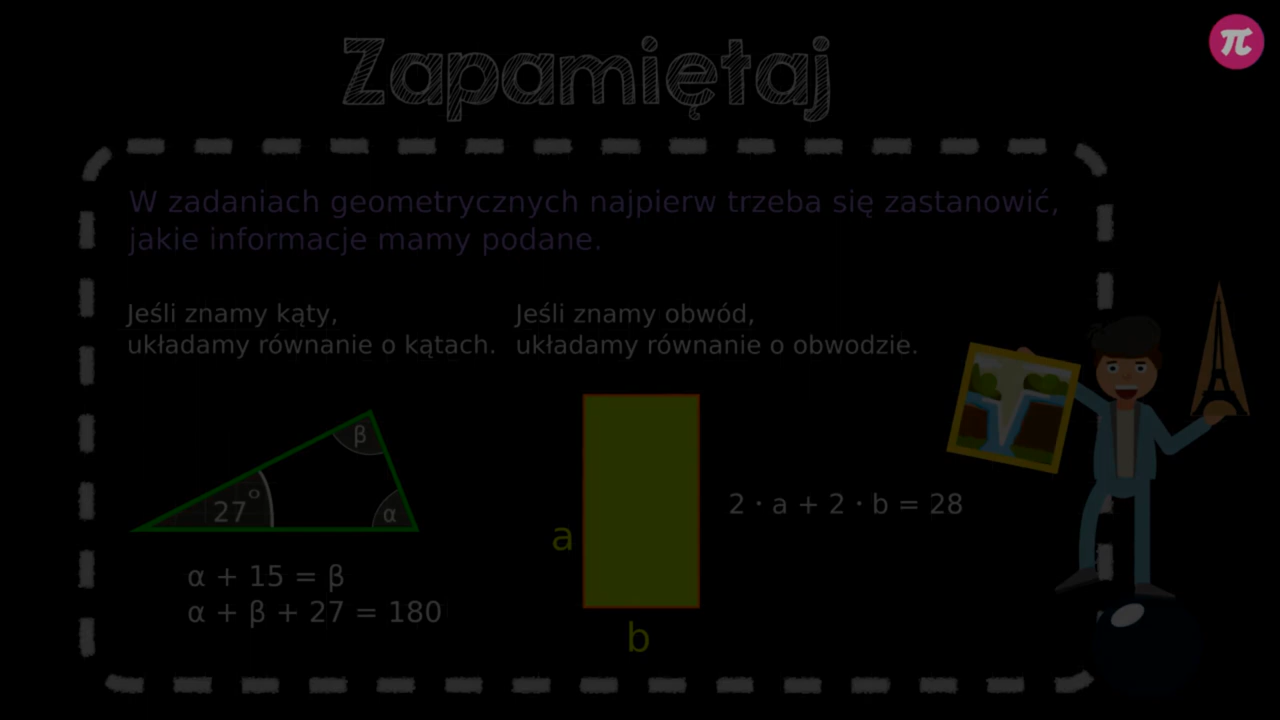 π
Zapamiętaj
W zadaniach geometrycznych najpierw trzeba się zastanowić,
jakie informacje mamy podane.
Jeśli znamy kąty,
układamy równanie o kątach.
Jeśli znamy obwód,
układamy równanie o obwodzie.
β
27°
α
α + 15 = β
α + β + 27 = 180
a
b
2 · a + 2 · b = 28